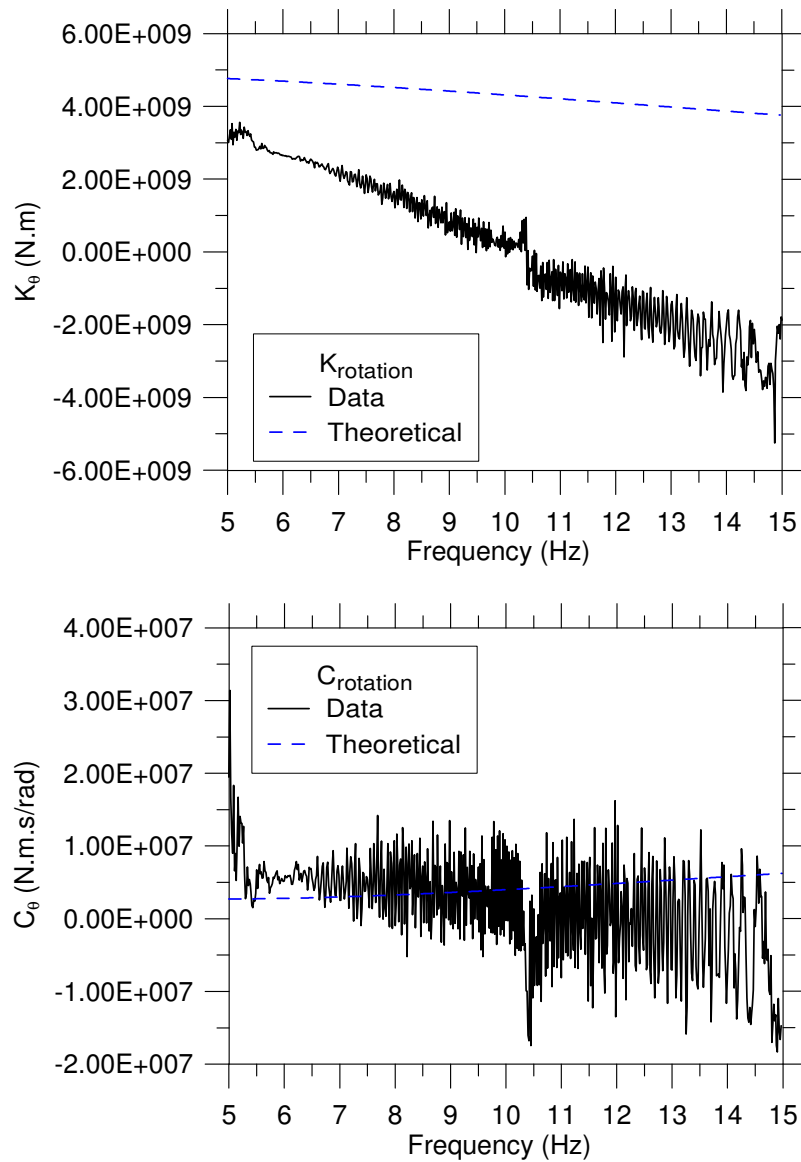 6.00E+009
4.00E+009
2.00E+009
0.00E+000
-2.00E+009
-4.00E+009
-6.00E+009
Kθ (N.m)
Krotation
Data
Theoretical
5 6 7 8 9 10 11 12 13 14 15
Frequency (Hz)
4.00E+007
3.00E+007
2.00E+007
1.00E+007
0.00E+000
-1.00E+007
-2.00E+007
Cθ (N.m.s/rad)
Crotation
Data
Theoretical
5 6 7 8 9 10 11 12 13 14 15
Frequency (Hz)